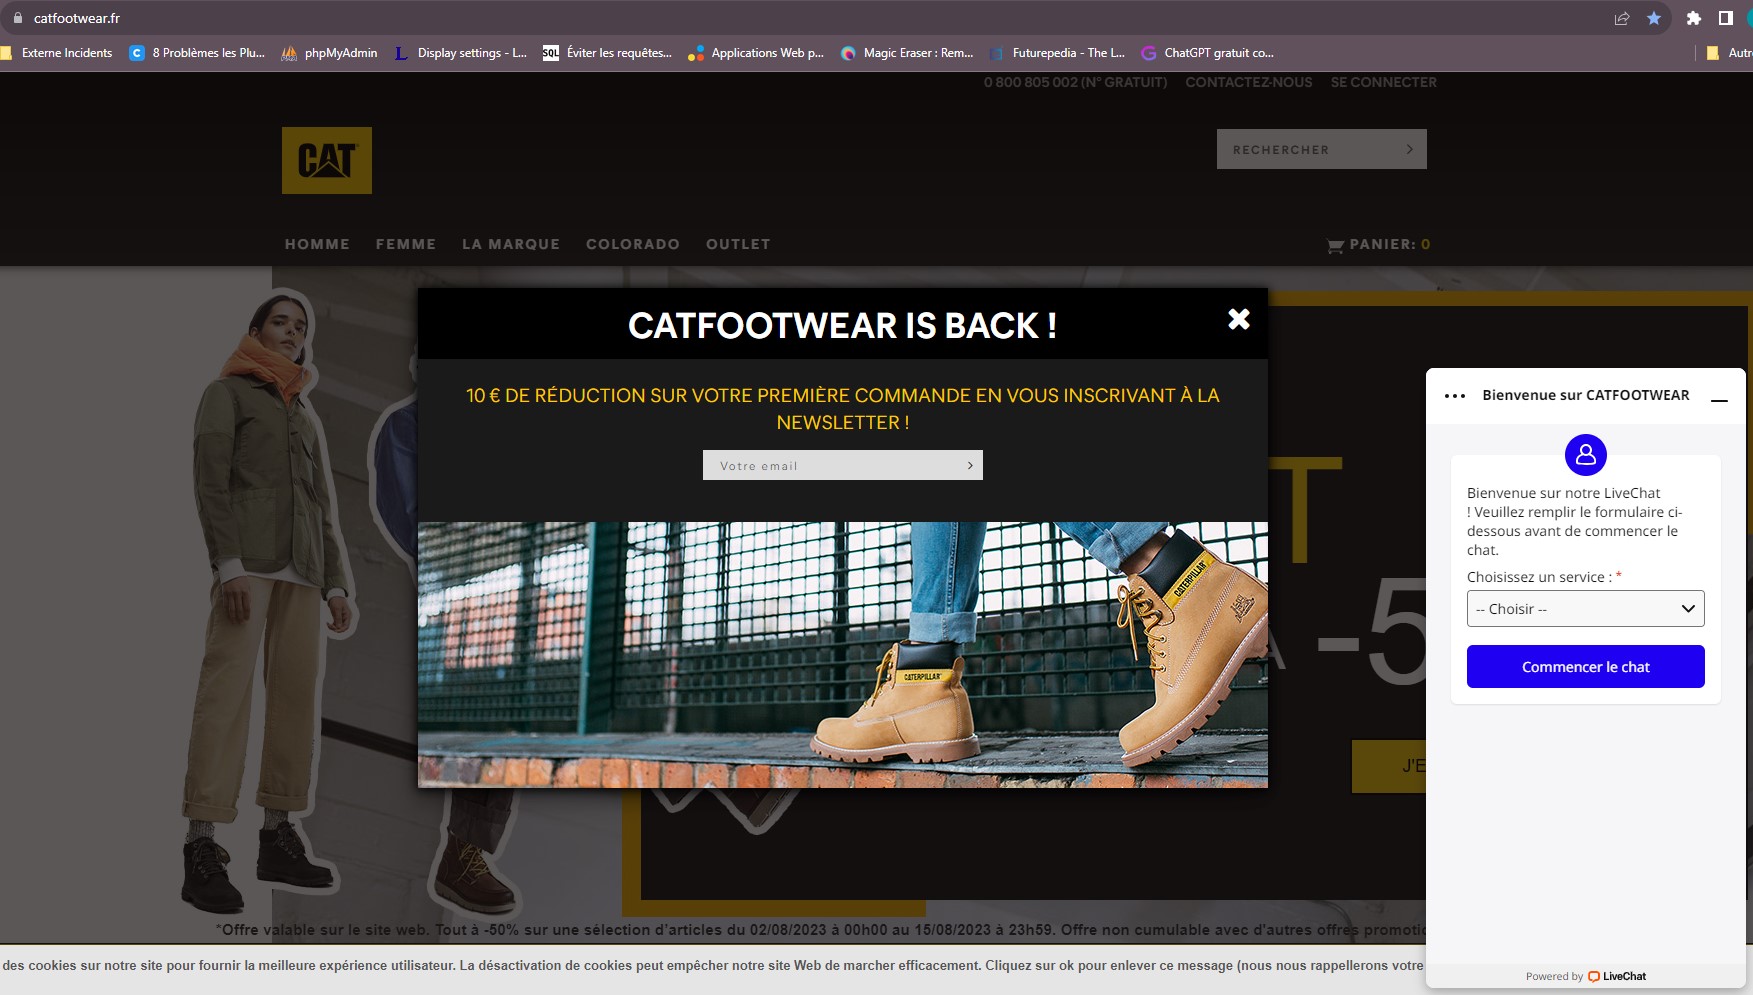 catfootwear.fr
Externe Incidents
8 Problèmes les Plu...
phpMyAdmin
Display settings - L...
SQL
Éviter les requêtes...
Applications Web p...
Magic Eraser : Rem...
Futurepedia - The L...
ChatGPT gratuit co...
Autr
0 800 805 002 (N° GRATUIT) CONTACTEZ-NOUS SE CONNECTER
CAT
RECHERCHER
HOMME FEMME LA MARQUE COLORADO OUTLET
PANIER: 0
CATFOOTWEAR IS BACK !
10 € DE RÉDUCTION SUR VOTRE PREMIÈRE COMMANDE EN VOUS INSCRIVANT À LA
NEWSLETTER !
Votre email
CATERPILLAR
CATERPILLAR
T
A -5
J'E
Bienvenue sur CATFOOTWEAR
Bienvenue sur notre LiveChat
! Veuillez remplir le formulaire ci-
dessous avant de commencer le
chat.
Choisissez un service : *
-- Choisir --
Commencer le chat
Powered by LiveChat
*Offre valable sur le site web. Tout à -50% sur une sélection d'articles du 02/08/2023 à 00h00 au 15/08/2023 à 23h59. Offre non cumulable avec d'autres offres promotio
des cookies sur notre site pour fournir la meilleure expérience utilisateur. La désactivation de cookies peut empêcher notre site Web de marcher efficacement. Cliquez sur ok pour enlever ce message (nous nous rappellerons votre